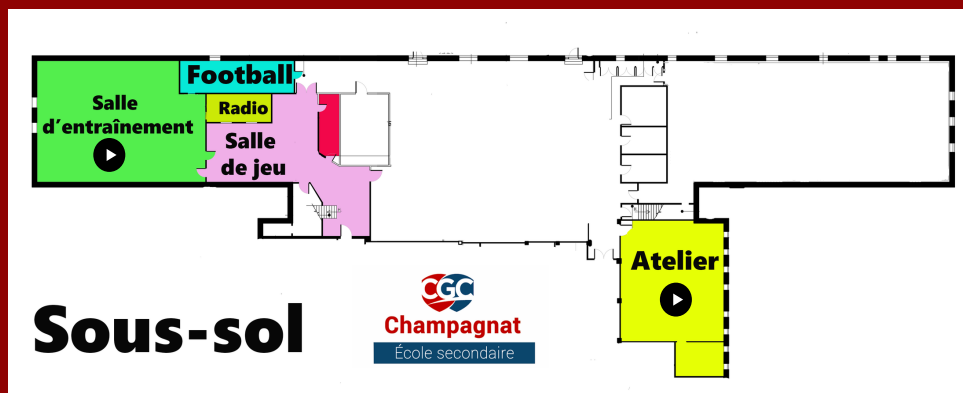 Football
Radio
Salle
d'entraînement
Salle
de jeu
Atelier
Sous-sol
CGC
Champagnat
École secondaire